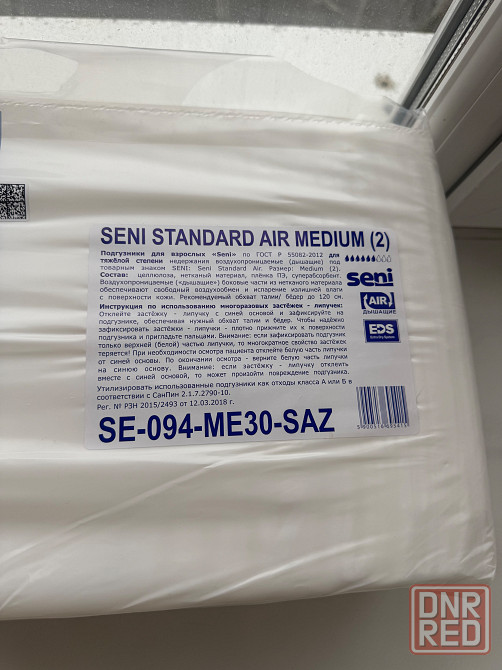 SENI STANDARD AIR MEDIUM (2)
Подгузники для взрослых «Seni» по ГОСТ Р 55082-2012 для
тяжёлой степени недержания воздухопроницаемые (дышащие) под
товарным знаком SENI: Seni Standard Air. Размер: Medium (2).
Состав: целлюлоза, нетканый материал, плёнка ПЭ, суперабсорбент.
Воздухопроницаемые («дышащие») боковые части из нетканого материала
обеспечивают свободный воздухообмен и испарение излишней влаги
с поверхности кожи. Рекомендуемый обхват талии/ бёдер до 120 см.
Инструкция по использованию многоразовых застёжек - липучек:
Отклейте застёжку - липучку с синей основой и зафиксируйте на
подгузнике, обеспечивая нужный обхват талии и бёдер. Чтобы надёжно
зафиксировать застёжки - липучки - плотно прижмите их к поверхности
подгузника и пригладьте пальцами. Внимание: если зафиксировать подгузник
только верхней (белой) частью липучки, то многократное свойство застёжек
теряется! При необходимости осмотра пациента отклейте белую часть липучки
от синей основы. По окончании осмотра - верните белую часть липучки
на синюю основу. Внимание: если застёжку - липучку отклеить
вместе с синей основой, то может произойти повреждение подгузника.
Утилизировать использованные подгузники как отходы класса А или Б в
соответствии с СанПин 2.1.7.2790-10.
Рег. № РЗН 2015/2493 от 12.03.2018 г.
SE-094-ME30-SAZ
seni
AIR
дышащие
EDS
DNR
RED